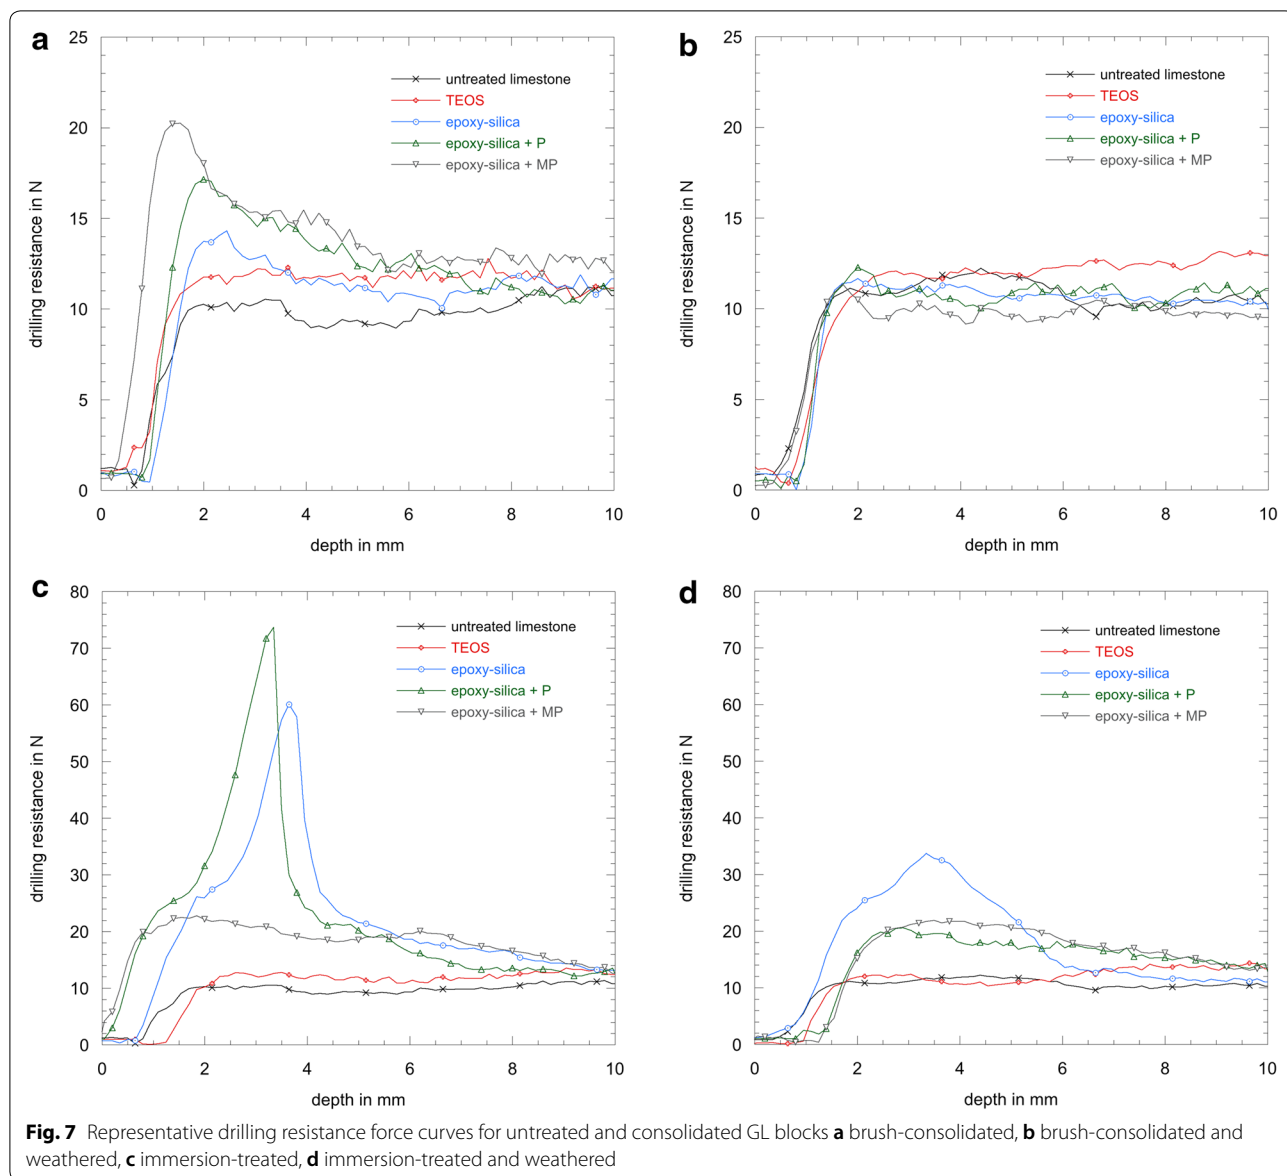 a
25
20
15
10
5
0
0 2 4 6 8 10
drilling resistance in N
depth in mm
untreated limestone
TEOS
epoxy-silica
epoxy-silica + P
epoxy-silica + MP
b
25
20
15
10
5
0
0 2 4 6 8 10
drilling resistance in N
depth in mm
untreated limestone
TEOS
epoxy-silica
epoxy-silica + P
epoxy-silica + MP
c
80
70
60
50
40
30
20
10
0
0 2 4 6 8 10
drilling resistance in N
depth in mm
untreated limestone
TEOS
epoxy-silica
epoxy-silica + P
epoxy-silica + MP
d
80
70
60
50
40
30
20
10
0
0 2 4 6 8 10
drilling resistance in N
depth in mm
untreated limestone
TEOS
epoxy-silica
epoxy-silica + P
epoxy-silica + MP
Fig. 7 Representative drilling resistance force curves for untreated and consolidated GL blocks a brush-consolidated, b brush-consolidated and
weathered, c immersion-treated, d immersion-treated and weathered